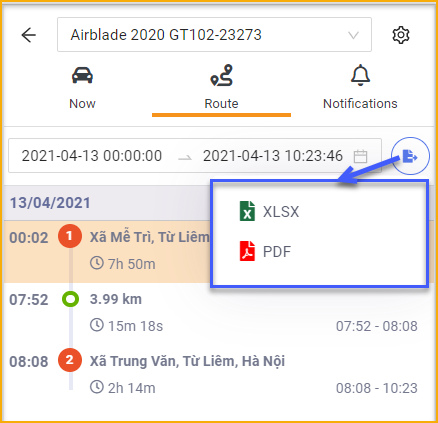 Airblade 2020 GT102-23273
Now Route Notifications
2021-04-13 00:00:00 → 2021-04-13 10:23:46
XLSX
PDF
13/04/2021
00:02 1 Xã Mễ Trì, Từ Liêm,
7h 50m
07:52 3.99 km
15m 18s 07:52 - 08:08
08:08 2 Xã Trung Văn, Từ Liêm, Hà Nội
2h 14m 08:08 - 10:23